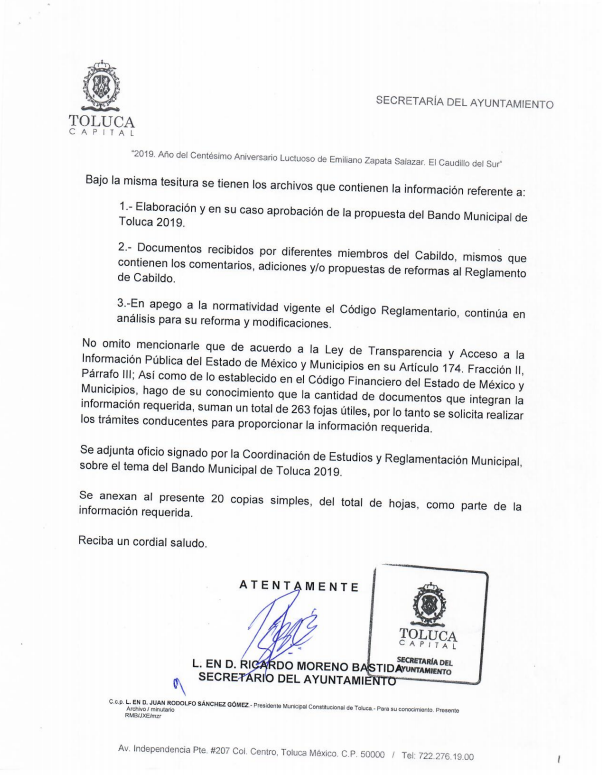 TOLUCA
CAPITAL
SECRETARÍA DEL AYUNTAMIENTO
"2019. Año del Centésimo Aniversario Luctuoso de Emiliano Zapata Salazar. El Caudillo del Sur"
Bajo la misma tesitura se tienen los archivos que contienen la información referente a:
1.- Elaboración y en su caso aprobación de la propuesta del Bando Municipal de
Toluca 2019.
2.- Documentos recibidos por diferentes miembros del Cabildo, mismos que
contienen los comentarios, adiciones y/o propuestas de reformas al Reglamento
de Cabildo.
3.-En apego a la normatividad vigente el Código Reglamentario, continúa en
análisis para su reforma y modificaciones.
No omito mencionarle que de acuerdo a la Ley de Transparencia y Acceso a la
Información Pública del Estado de México y Municipios en su Artículo 174. Fracción II,
Párrafo III; Así como de lo establecido en el Código Financiero del Estado de México y
Municipios, hago de su conocimiento que la cantidad de documentos que integran la
información requerida, suman un total de 263 fojas útiles, por lo tanto se solicita realizar
los trámites conducentes para proporcionar la información requerida.
Se adjunta oficio signado por la Coordinación de Estudios y Reglamentación Municipal,
sobre el tema del Bando Municipal de Toluca 2019.
Se anexan al presente 20 copias simples, del total de hojas, como parte de la
información requerida.
Reciba un cordial saludo.
ATENTAMENTE
L. EN D. RICARDO MORENO BASTIDA
SECRETARIO DEL AYUNTAMIENTO
TOLUCA
CAPITAL
SECRETARÍA DEL
AYUNTAMIENTO
C.c.p. L. EN D. JUAN RODOLFO SÁNCHEZ GÓMEZ.- Presidente Municipal Constitucional de Toluca.- Para su conocimiento. Presente
Archivo / minutario
RMB/JXE/mzr
Av. Independencia Pte. #207 Col. Centro, Toluca México. C.P. 50000 / Tel: 722.276.19.00